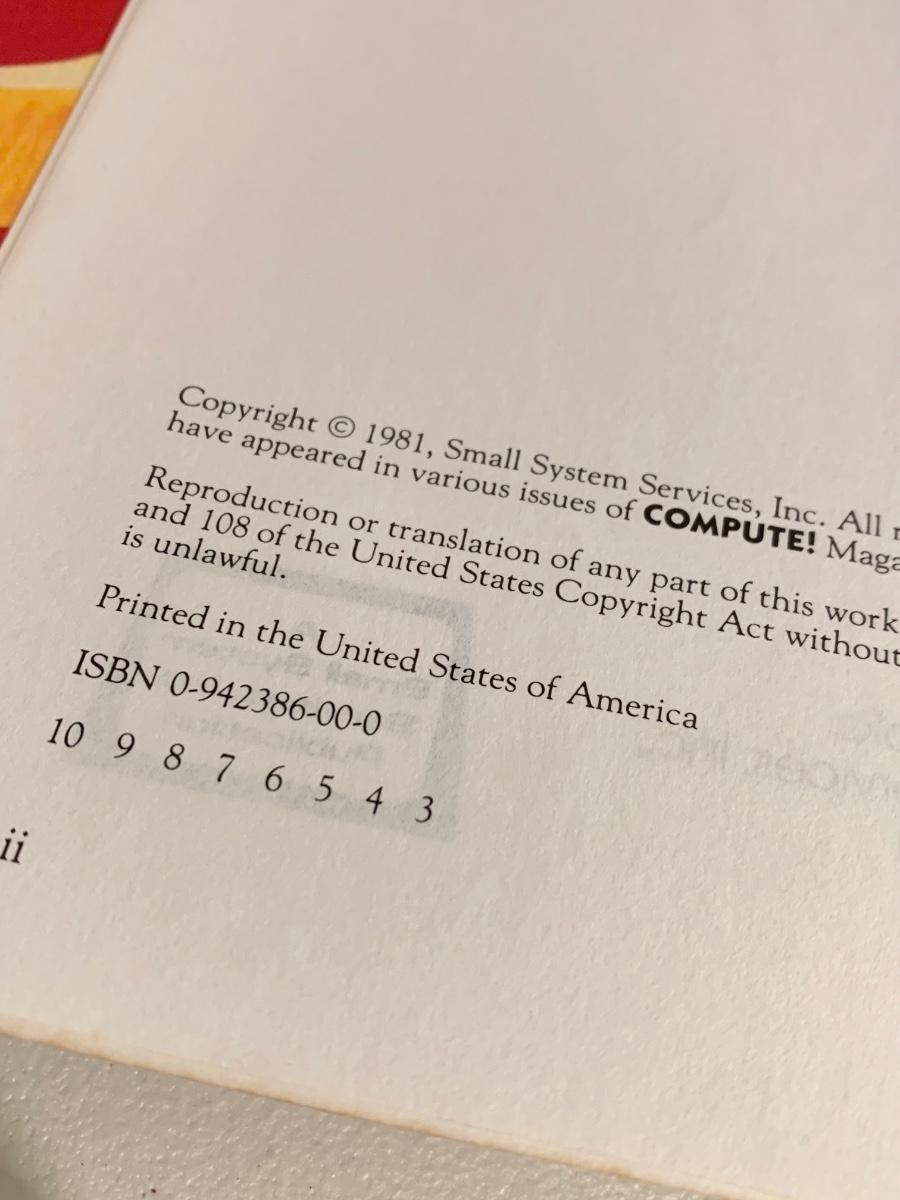 Copyright © 1981, Small System Services, Inc. All
have appeared in various issues of COMPUTE!
Reproduction or translation of any part of this work
and 108 of the United States Copyright Act without
is unlawful.
Printed in the United States of America
ISBN 0-942386-00-0
10 9 8 7 6 5 4 3
ii